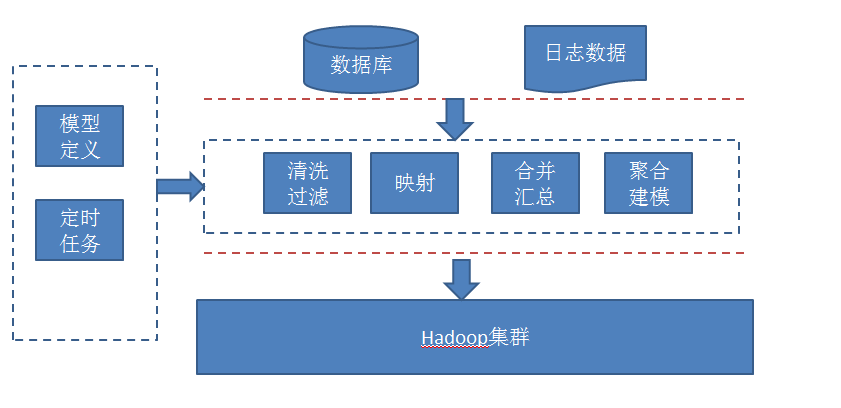 数据库
日志数据
模型
定义
定时
任务
清洗
过滤
映射
合并
汇总
聚合
建模
Hadoop集群